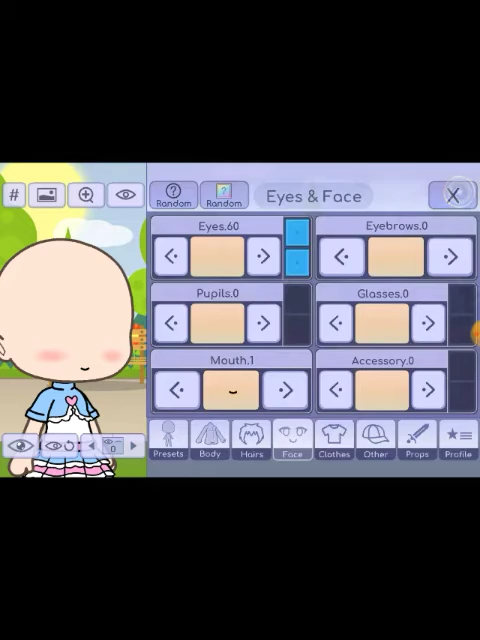 #
? Random
? Random
Eyes & Face
X
Eyes.60
Eyebrows.0
Pupils.0
Glasses.0
Mouth.1
Accessory.0
0
Presets
Body
Hairs
Face
Clothes
Other
Props
Profile